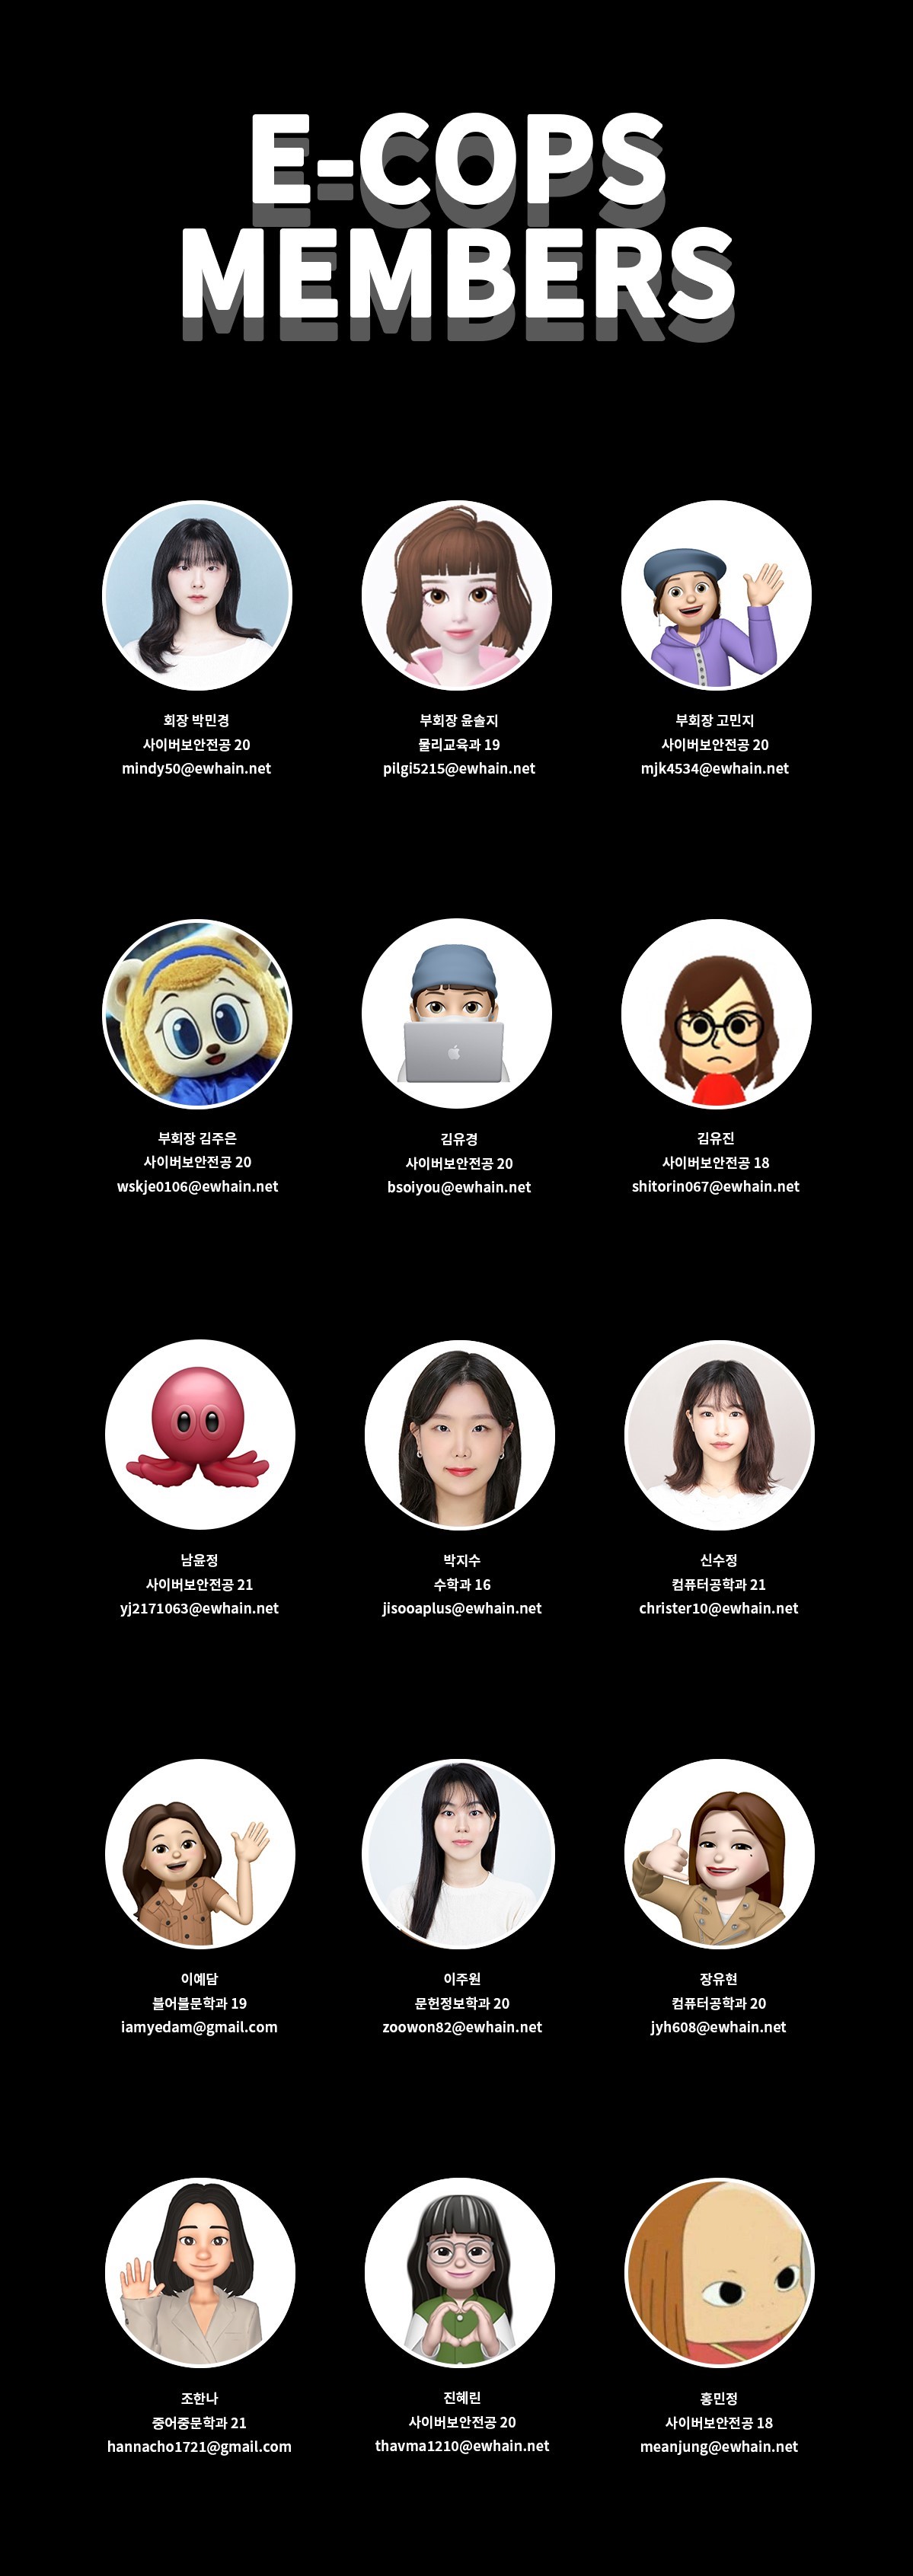 E-COPS
MEMBERS
회장 박민경
사이버보안전공 20
mindy50@ewhain.net
부회장 윤솔지
물리교육과 19
pilgi5215@ewhain.net
부회장 고민지
사이버보안전공 20
mjk4534@ewhain.net
부회장 김주은
사이버보안전공 20
wskje0106@ewhain.net
김유경
사이버보안전공 20
bsoiyou@ewhain.net
김유진
사이버보안전공 18
shitorin067@ewhain.net
남윤정
사이버보안전공 21
yj2171063@ewhain.net
박지수
수학과 16
jisooaplus@ewhain.net
신수정
컴퓨터공학과 21
christer10@ewhain.net
이예담
불어불문학과 19
iamyedam@gmail.com
이주원
문헌정보학과 20
zoowon82@ewhain.net
장유현
컴퓨터공학과 20
jyh608@ewhain.net
조한나
중어중문학과 21
hannacho1721@gmail.com
진혜린
사이버보안전공 20
thavma1210@ewhain.net
홍민정
사이버보안전공 18
meanjung@ewhain.net